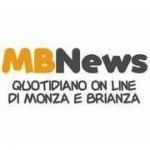 MBNews
QUOTIDIANO ON LINE
DI MONZA E BRIANZA